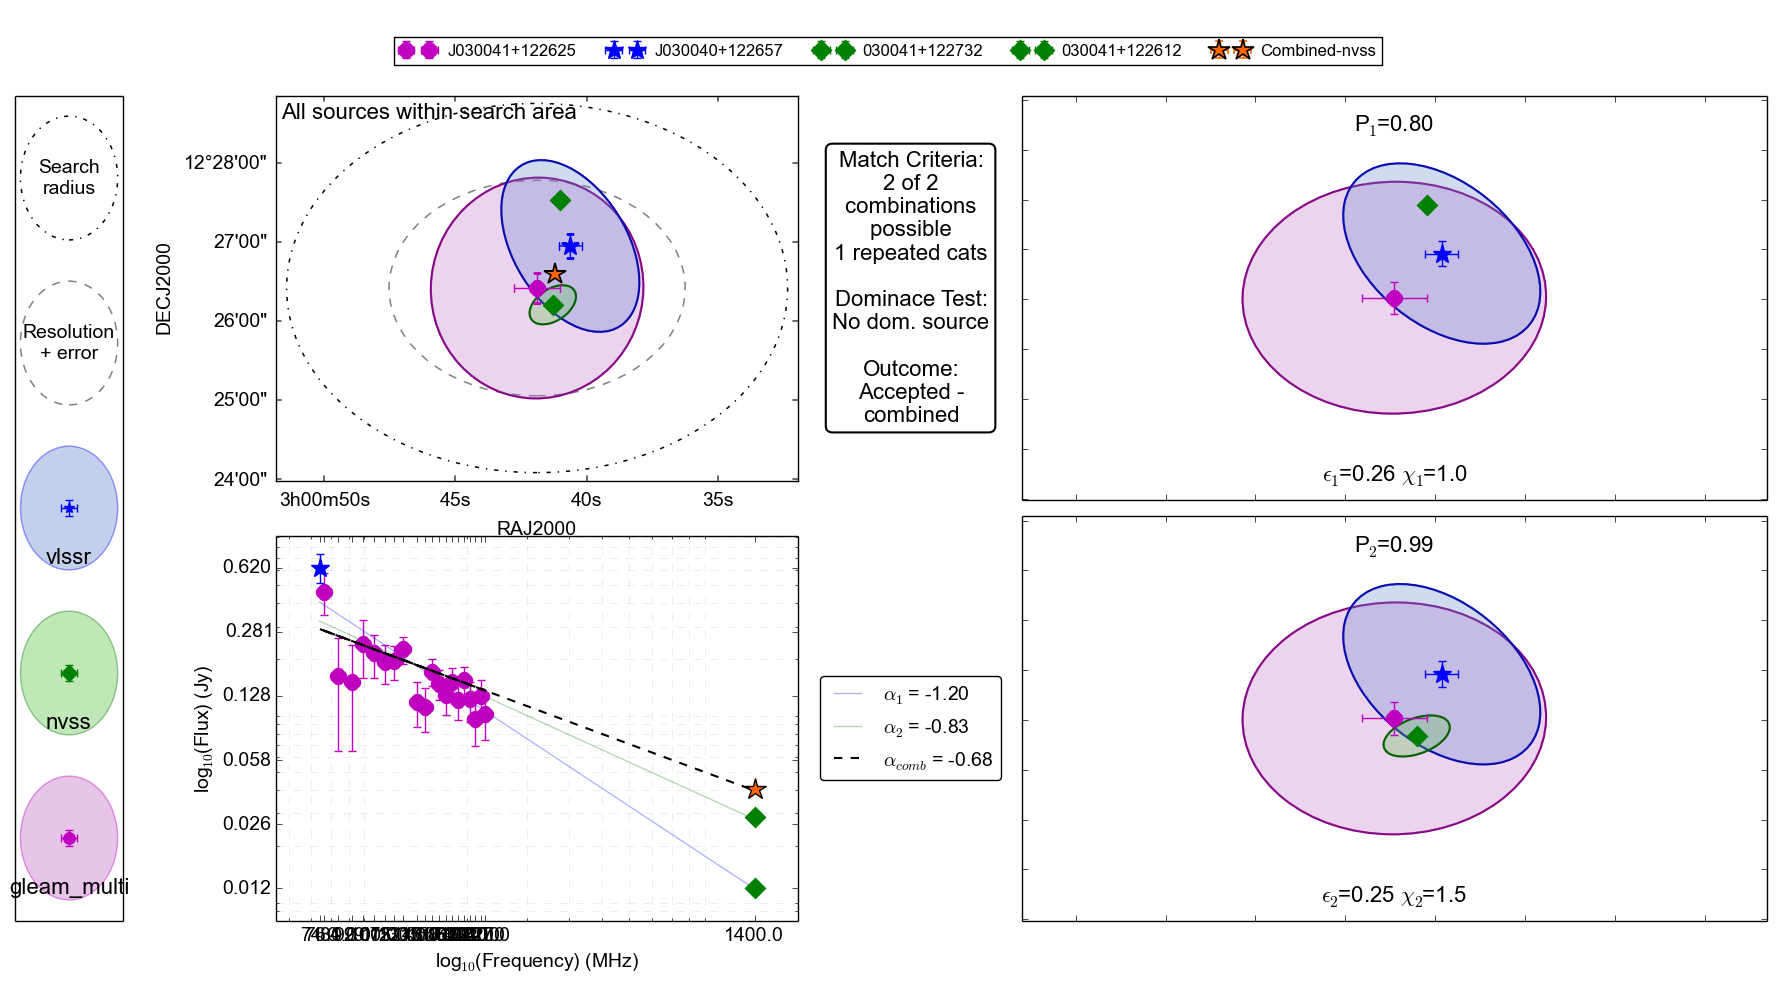 J030041+122625 J030040+122657 030041+122732 030041+122612 Combined-nvss
Search
radius
Resolution
+ error
vlssr
nvss
gleam_multi
All sources within search area
DECJ2000
12°28'00"
27'00"
26'00"
25'00"
24'00"
3h00m50s 45s 40s 35s
RAJ2000
Match Criteria:
2 of 2
combinations
possible
1 repeated cats
Dominace Test:
No dom. source
Outcome:
Accepted -
combined
P1=0.80
ϵ1=0.26 χ1=1.0
log10(Flux) (Jy)
0.620
0.281
0.128
0.058
0.026
0.012
1400.0
log10(Frequency) (MHz)
α1 = -1.20
α2 = -0.83
αcomb = -0.68
P2=0.99
ϵ2=0.25 χ2=1.5